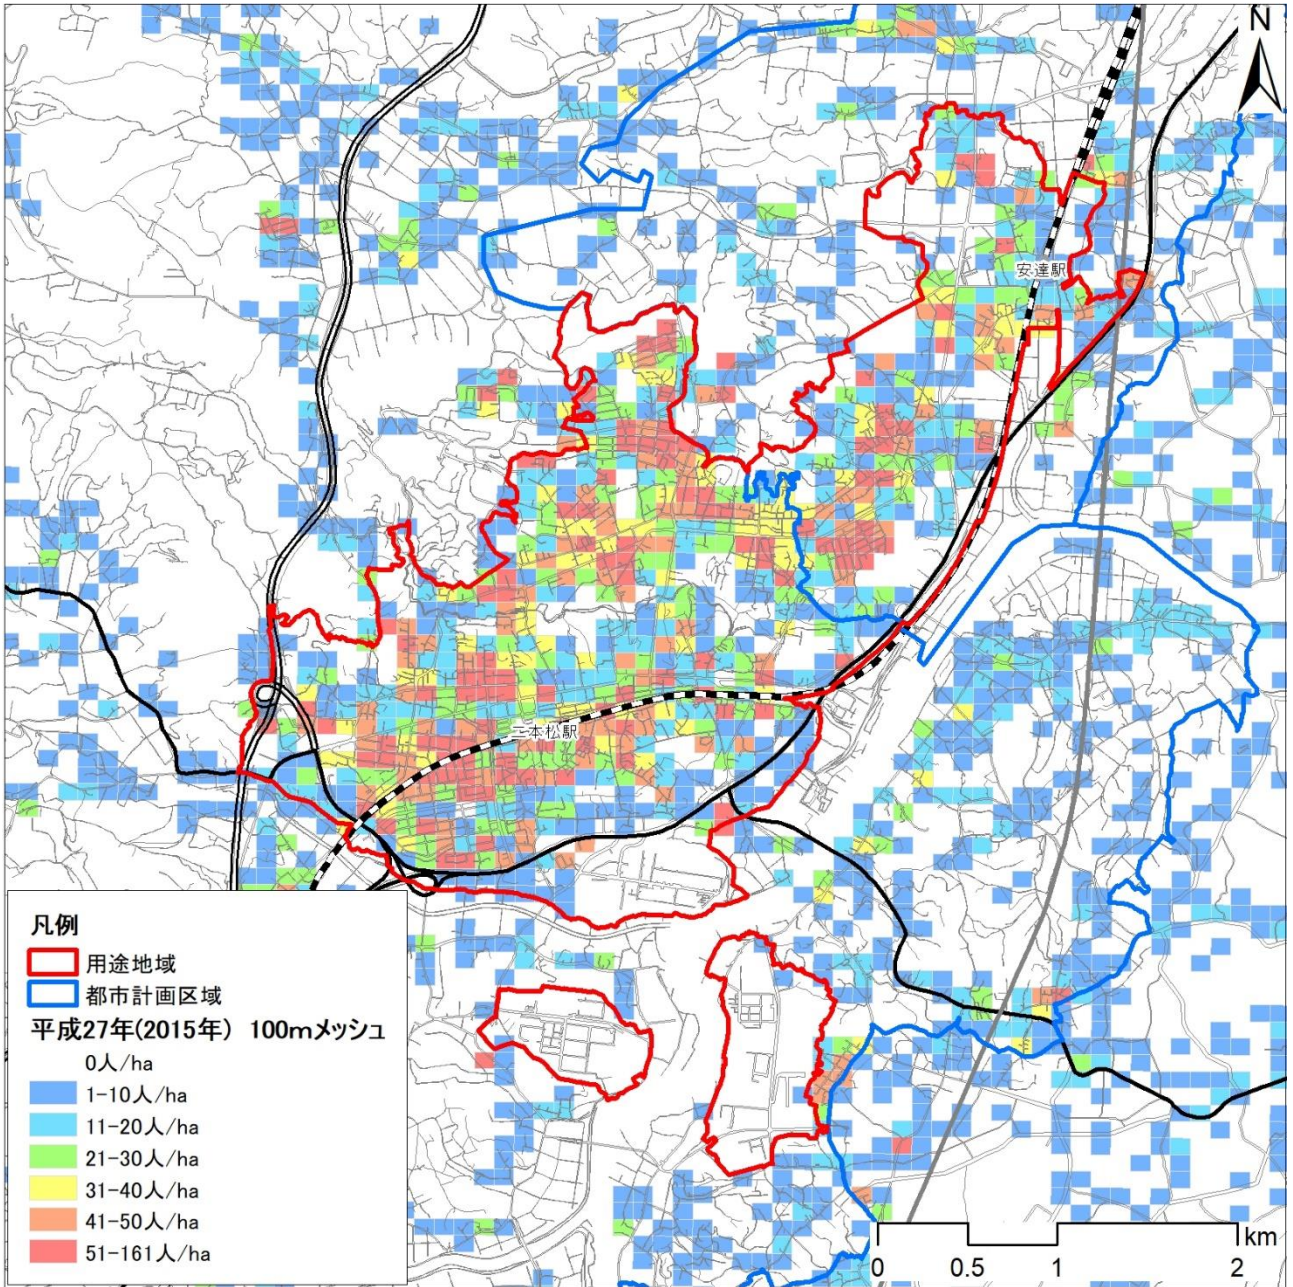 N
安達駅
二本松駅
凡例
用途地域
都市計画区域
平成27年(2015年) 100mメッシュ
0人/ha
1-10人/ha
11-20人/ha
21-30人/ha
31-40人/ha
41-50人/ha
51-161人/ha
km
0 0.5 1 2